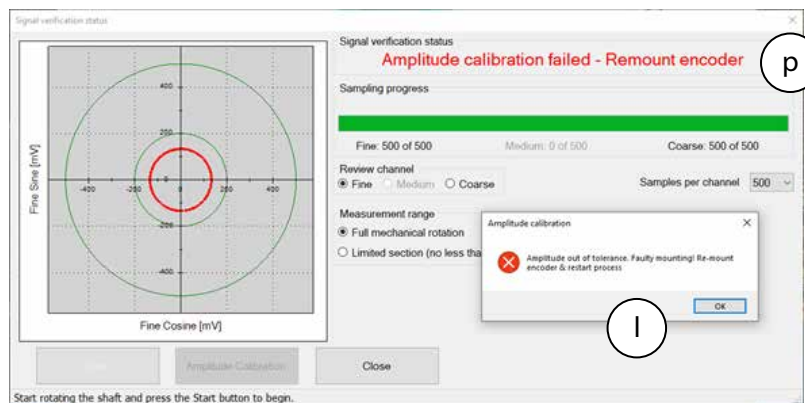 Signal verification status
Signal verification status
Amplitude calibration failed - Remount encoder
p
Sampling progress
Fine: 500 of 500 Medium: 0 of 500 Coarse: 500 of 500
Review channel
Fine Medium Coarse
Samples per channel 500
Measurement range
Full mechanical rotation
Limited section (no less tha
Amplitude calibration
Amplitude out of tolerance. Faulty mounting! Re-mount
encoder & restart process
OK
l
Fine Sine [mV]
400
200
-400 -200 0 200 400
0
-200
-400
Fine Cosine [mV]
Amplitude Calibration
Close
Start rotating the shaft and press the Start button to begin.